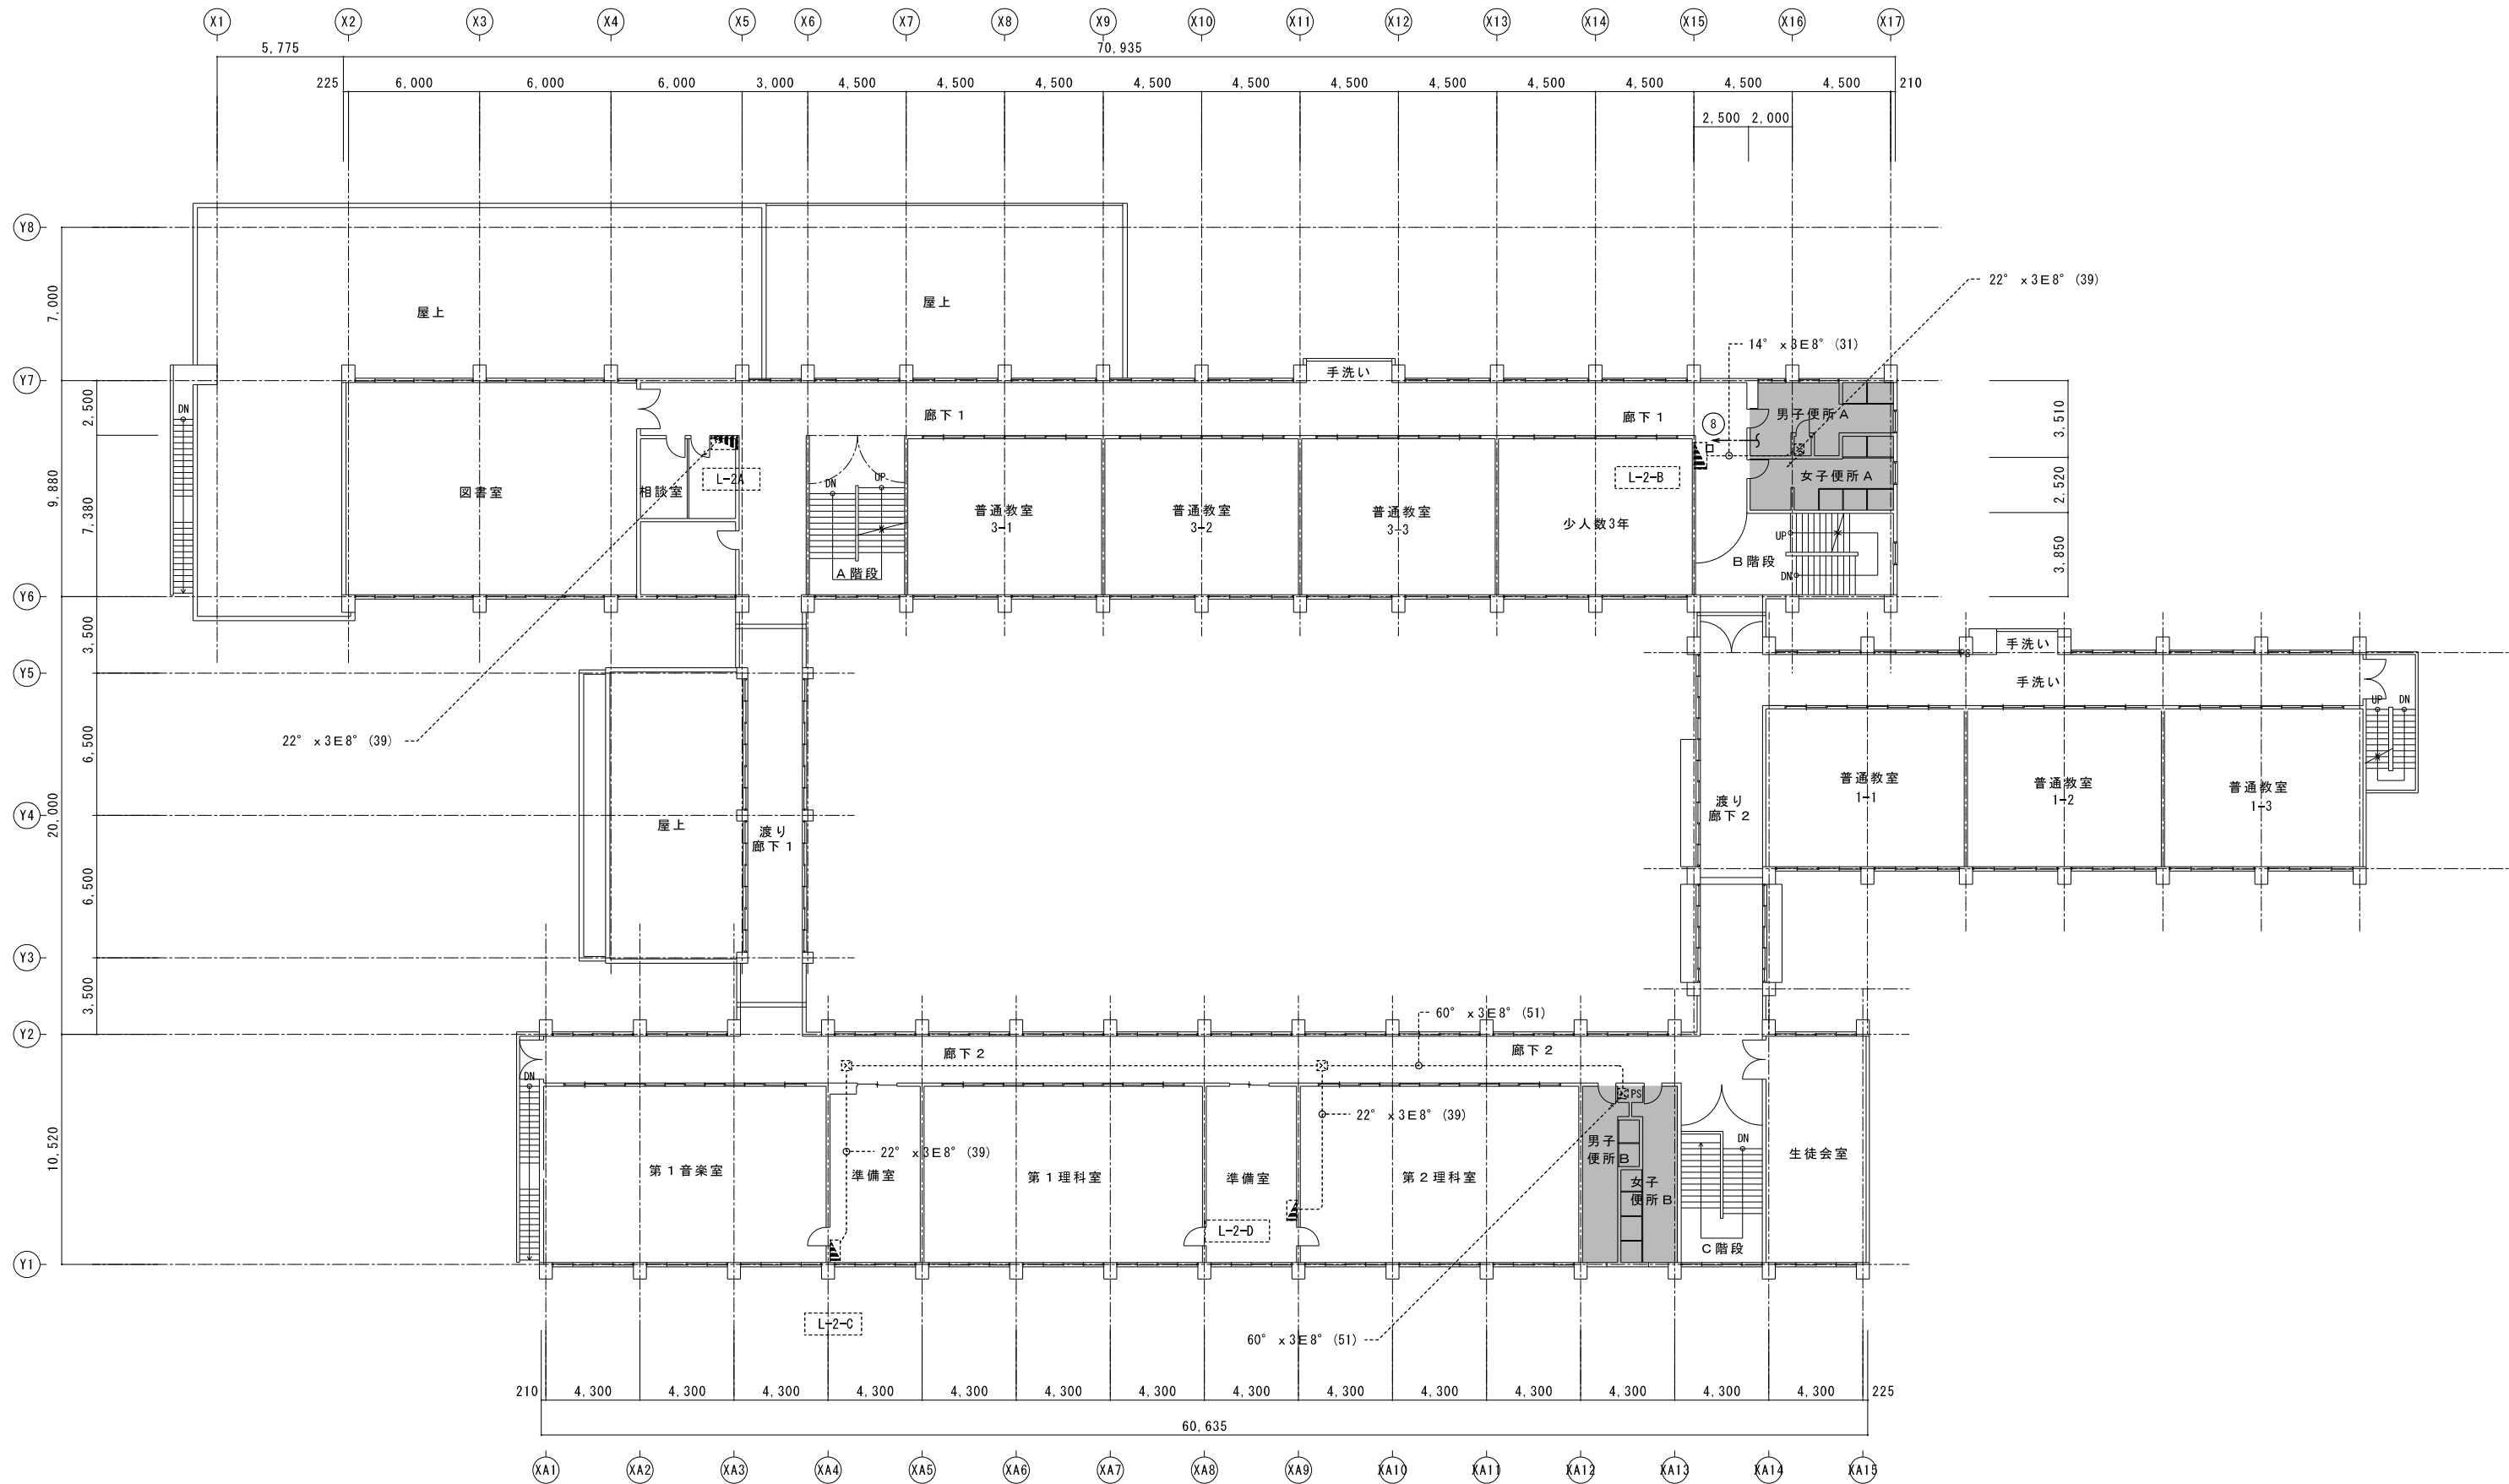 X1 X2 X3 X4 X5 X6 X7 X8 X9 X10 X11 X12 X13 X14 X15 X16 X17
5,775 70,935
225 6,000 6,000 6,000 3,000 4,500 4,500 4,500 4,500 4,500 4,500 4,500 4,500 4,500 4,500 4,500 210
2,500 2,000
Y8
7,000
屋上
屋上
22° x3E8° (39)
14° x3E8° (31)
Y7
手洗い
2,500
DN
廊下1
廊下1
8
男子便所A
3,510
9,880
7,380
図書室
相談室
L-2A
DN
UP
A階段
普通教室
3-1
普通教室
3-2
普通教室
3-3
少人数3年
L-2-B
女子便所A
2,520
UP
B階段
DN
3,850
Y6
3,500
手洗い
PS
Y5
手洗い
UP DN
22° x3E8° (39)
6,500
普通教室
1-1
普通教室
1-2
普通教室
1-3
渡り
廊下2
Y4
20,000
屋上
渡り
廊下1
6,500
Y3
3,500
60° x3E8° (51)
Y2
廊下2
廊下2
DN
PS
22° x3E8° (39)
10,520
22° x3E8° (39)
第1音楽室
準備室
第1理科室
準備室
第2理科室
男子
便所B
女子
便所B
DN
生徒会室
L-2-D
C階段
Y1
L-2-C
60° x3E8° (51)
210 4,300 4,300 4,300 4,300 4,300 4,300 4,300 4,300 4,300 4,300 4,300 4,300 4,300 4,300 225
60,635
XA1 XA2 XA3 XA4 XA5 XA6 XA7 XA8 XA9 XA10 XA11 XA12 XA13 XA14 XA15